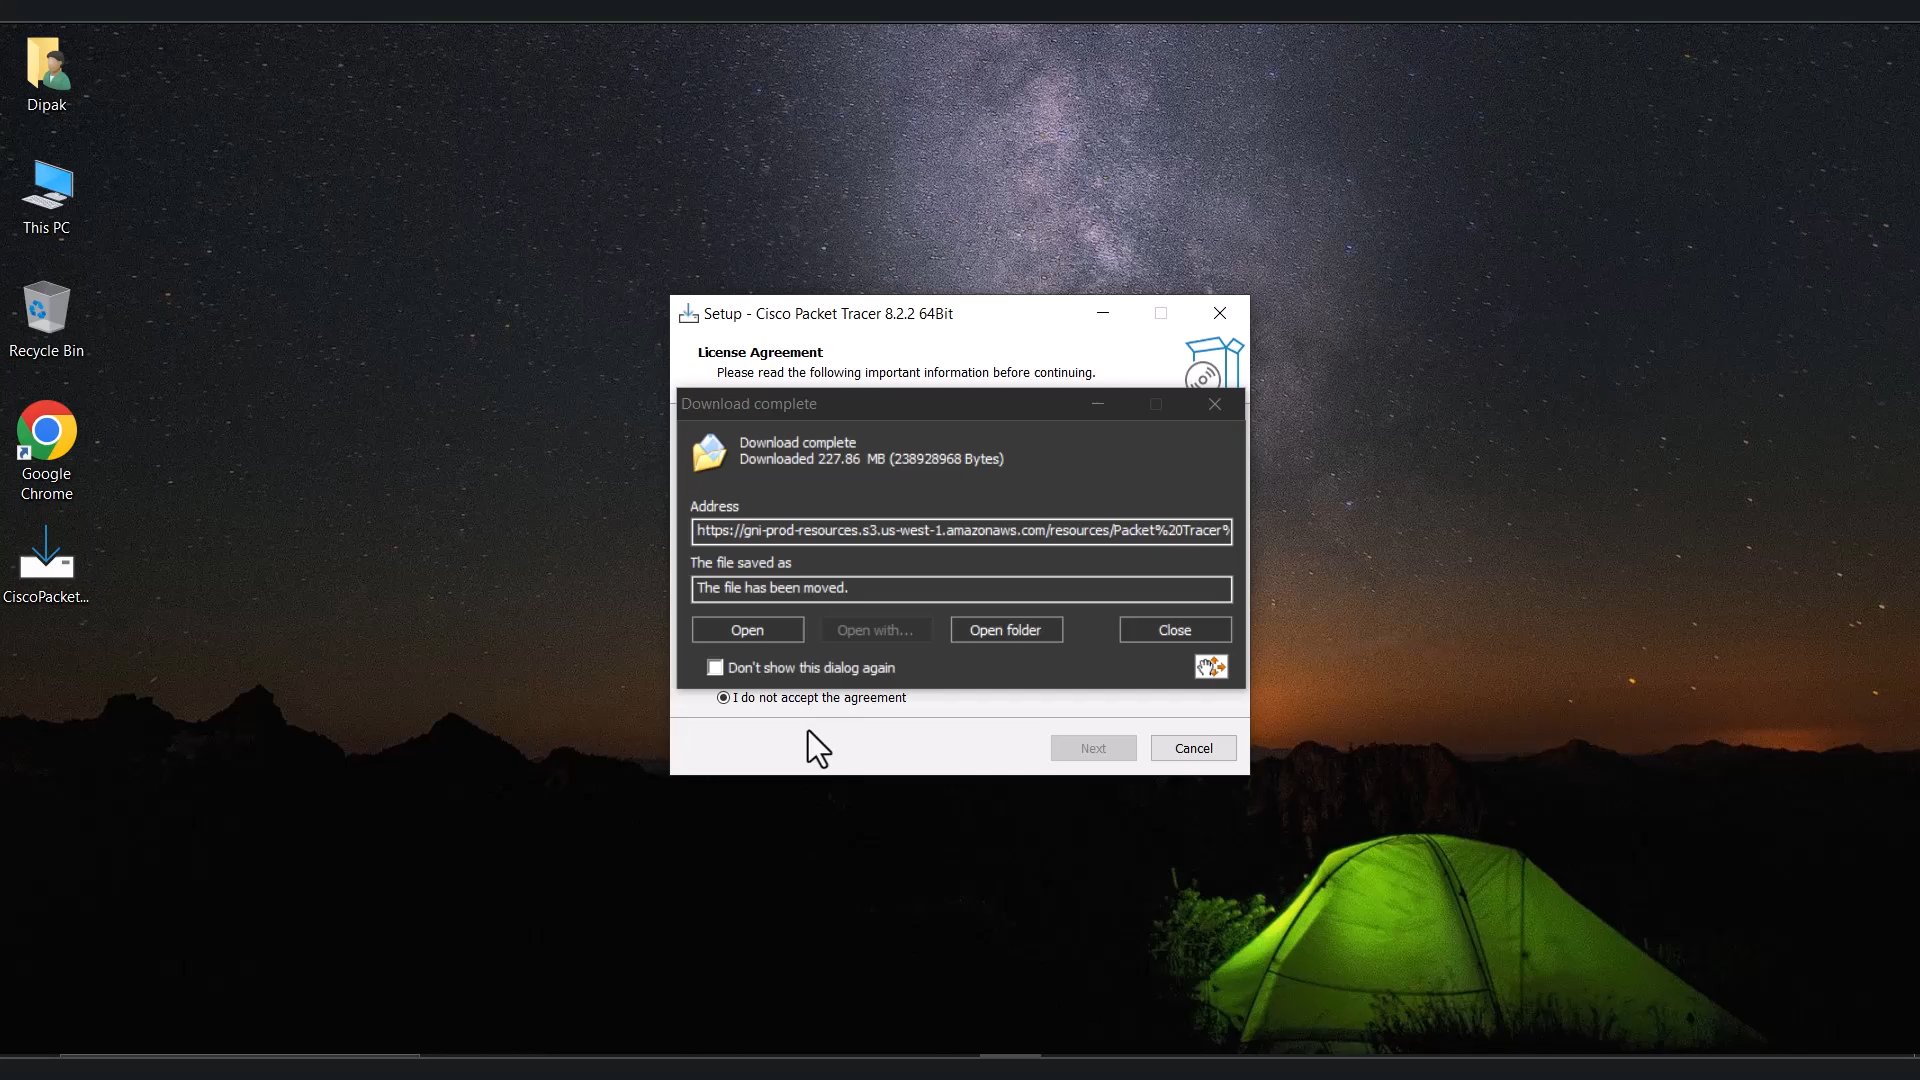 Dipak
This PC
Recycle Bin
Google
Chrome
CiscoPacket...
Setup - Cisco Packet Tracer 8.2.2 64Bit
License Agreement
Please read the following important information before continuing.
Download complete
Download complete
Downloaded 227.86 MB (238928968 Bytes)
Address
https://gni-prod-resources.s3.us-west-1.amazonaws.com/resources/Packet%20Tracer%
The file saved as
The file has been moved.
Open
Open with...
Open folder
Close
Don't show this dialog again
I do not accept the agreement
Next
Cancel